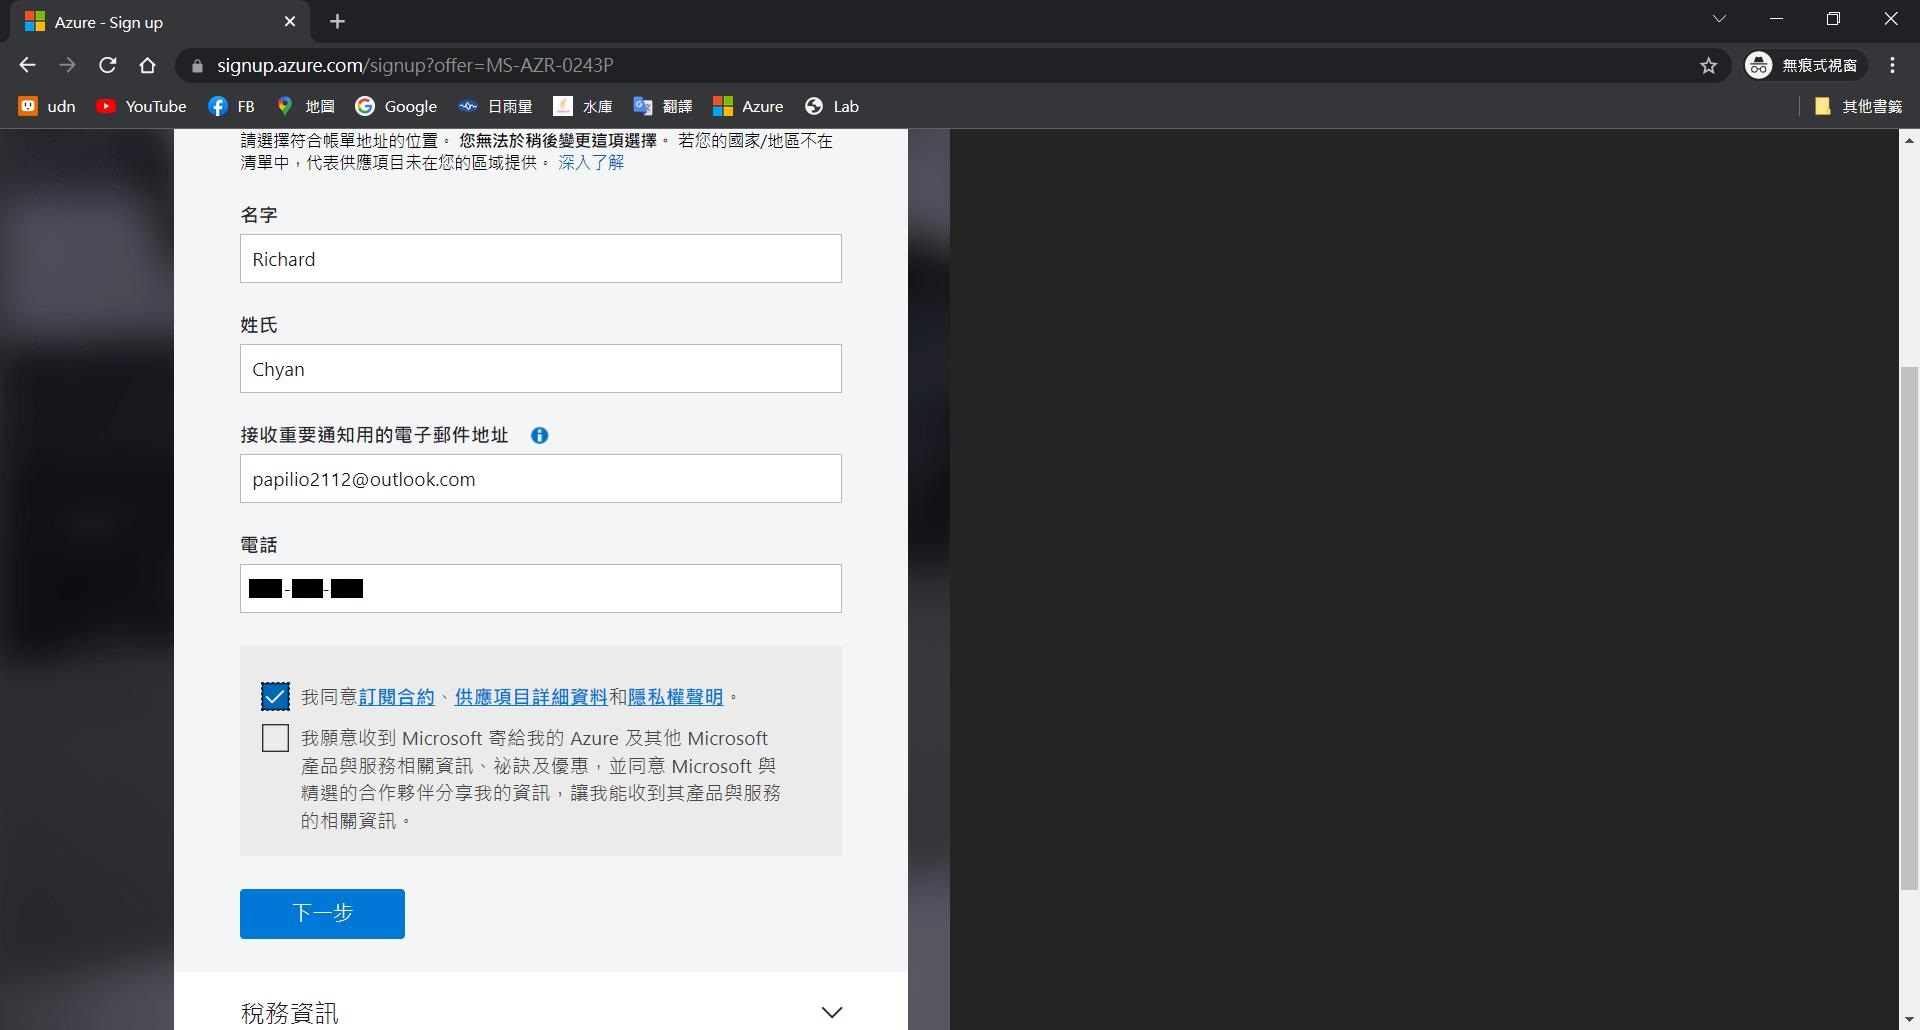 Azure - Sign up
signup.azure.com/signup?offer=MS-AZR-0243P
無痕式視窗
udn
YouTube
FB
地圖
Google
日雨量
水庫
翻譯
Azure
Lab
其他書籤
請選擇符合帳單地址的位置。 您無法於稍後變更這項選擇。 若您的國家/地區不在
清單中，代表供應項目未在您的區域提供。 深入了解
名字
Richard
姓氏
Chyan
接收重要通知用的電子郵件地址
papilio2112@outlook.com
電話
- -
我同意訂閱合約、供應項目詳細資料和隱私權聲明。
我願意收到 Microsoft 寄給我的 Azure 及其他 Microsoft
產品與服務相關資訊、祕訣及優惠，並同意 Microsoft 與
精選的合作夥伴分享我的資訊，讓我能收到其產品與服務
的相關資訊。
下一步
稅務資訊